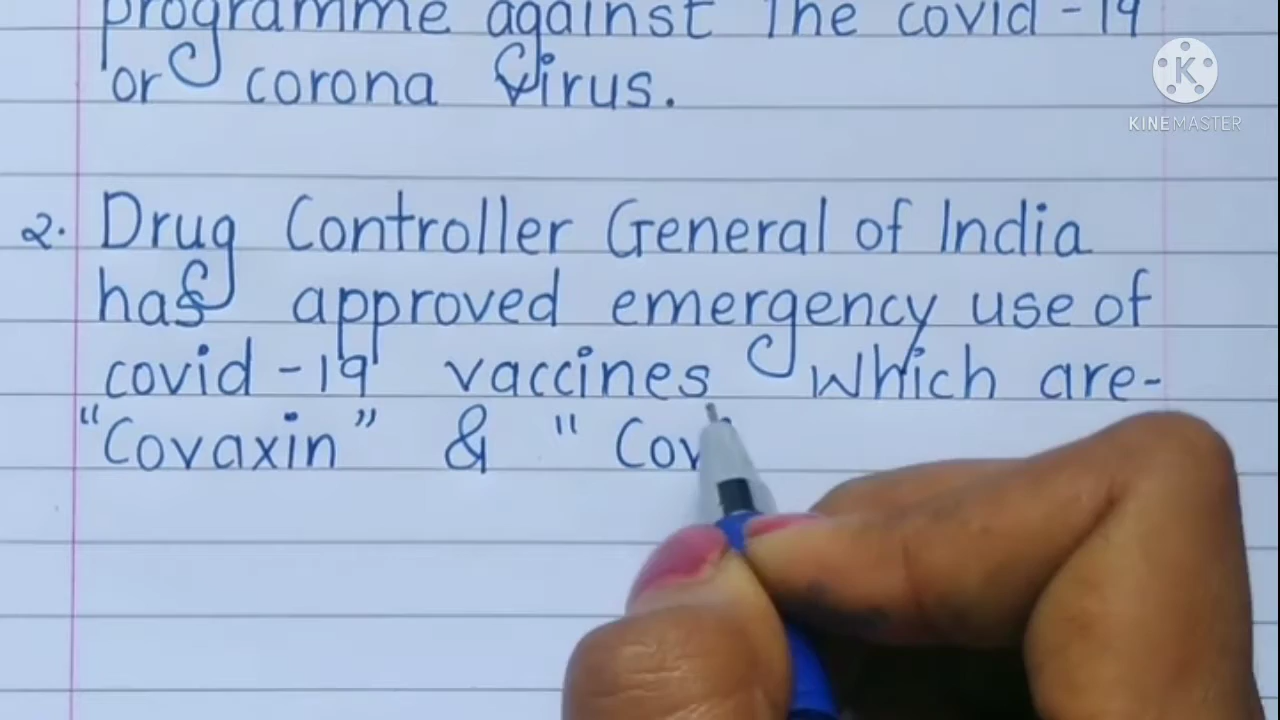 programme against the covid-19
or corona virus.
K
KINEMASTER
2. Drug Controller General of India
has approved emergency use of
covid-19 vaccines which are-
"Covaxin" & "Cov